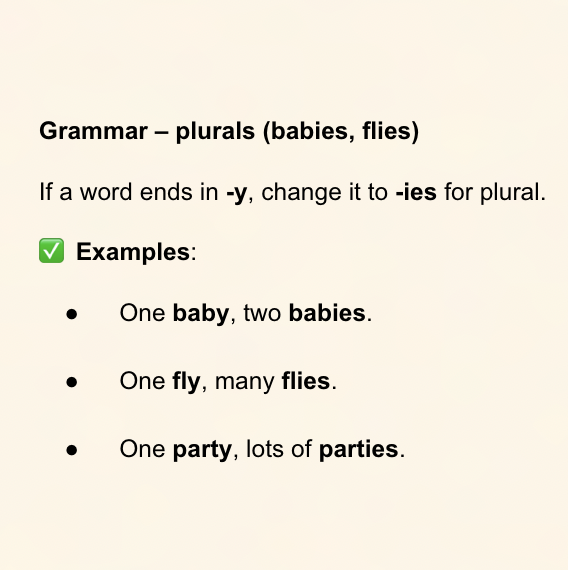 Grammar – plurals (babies, flies)
If a word ends in -y, change it to -ies for plural.
✅ Examples:
● One baby, two babies.
● One fly, many flies.
● One party, lots of parties.